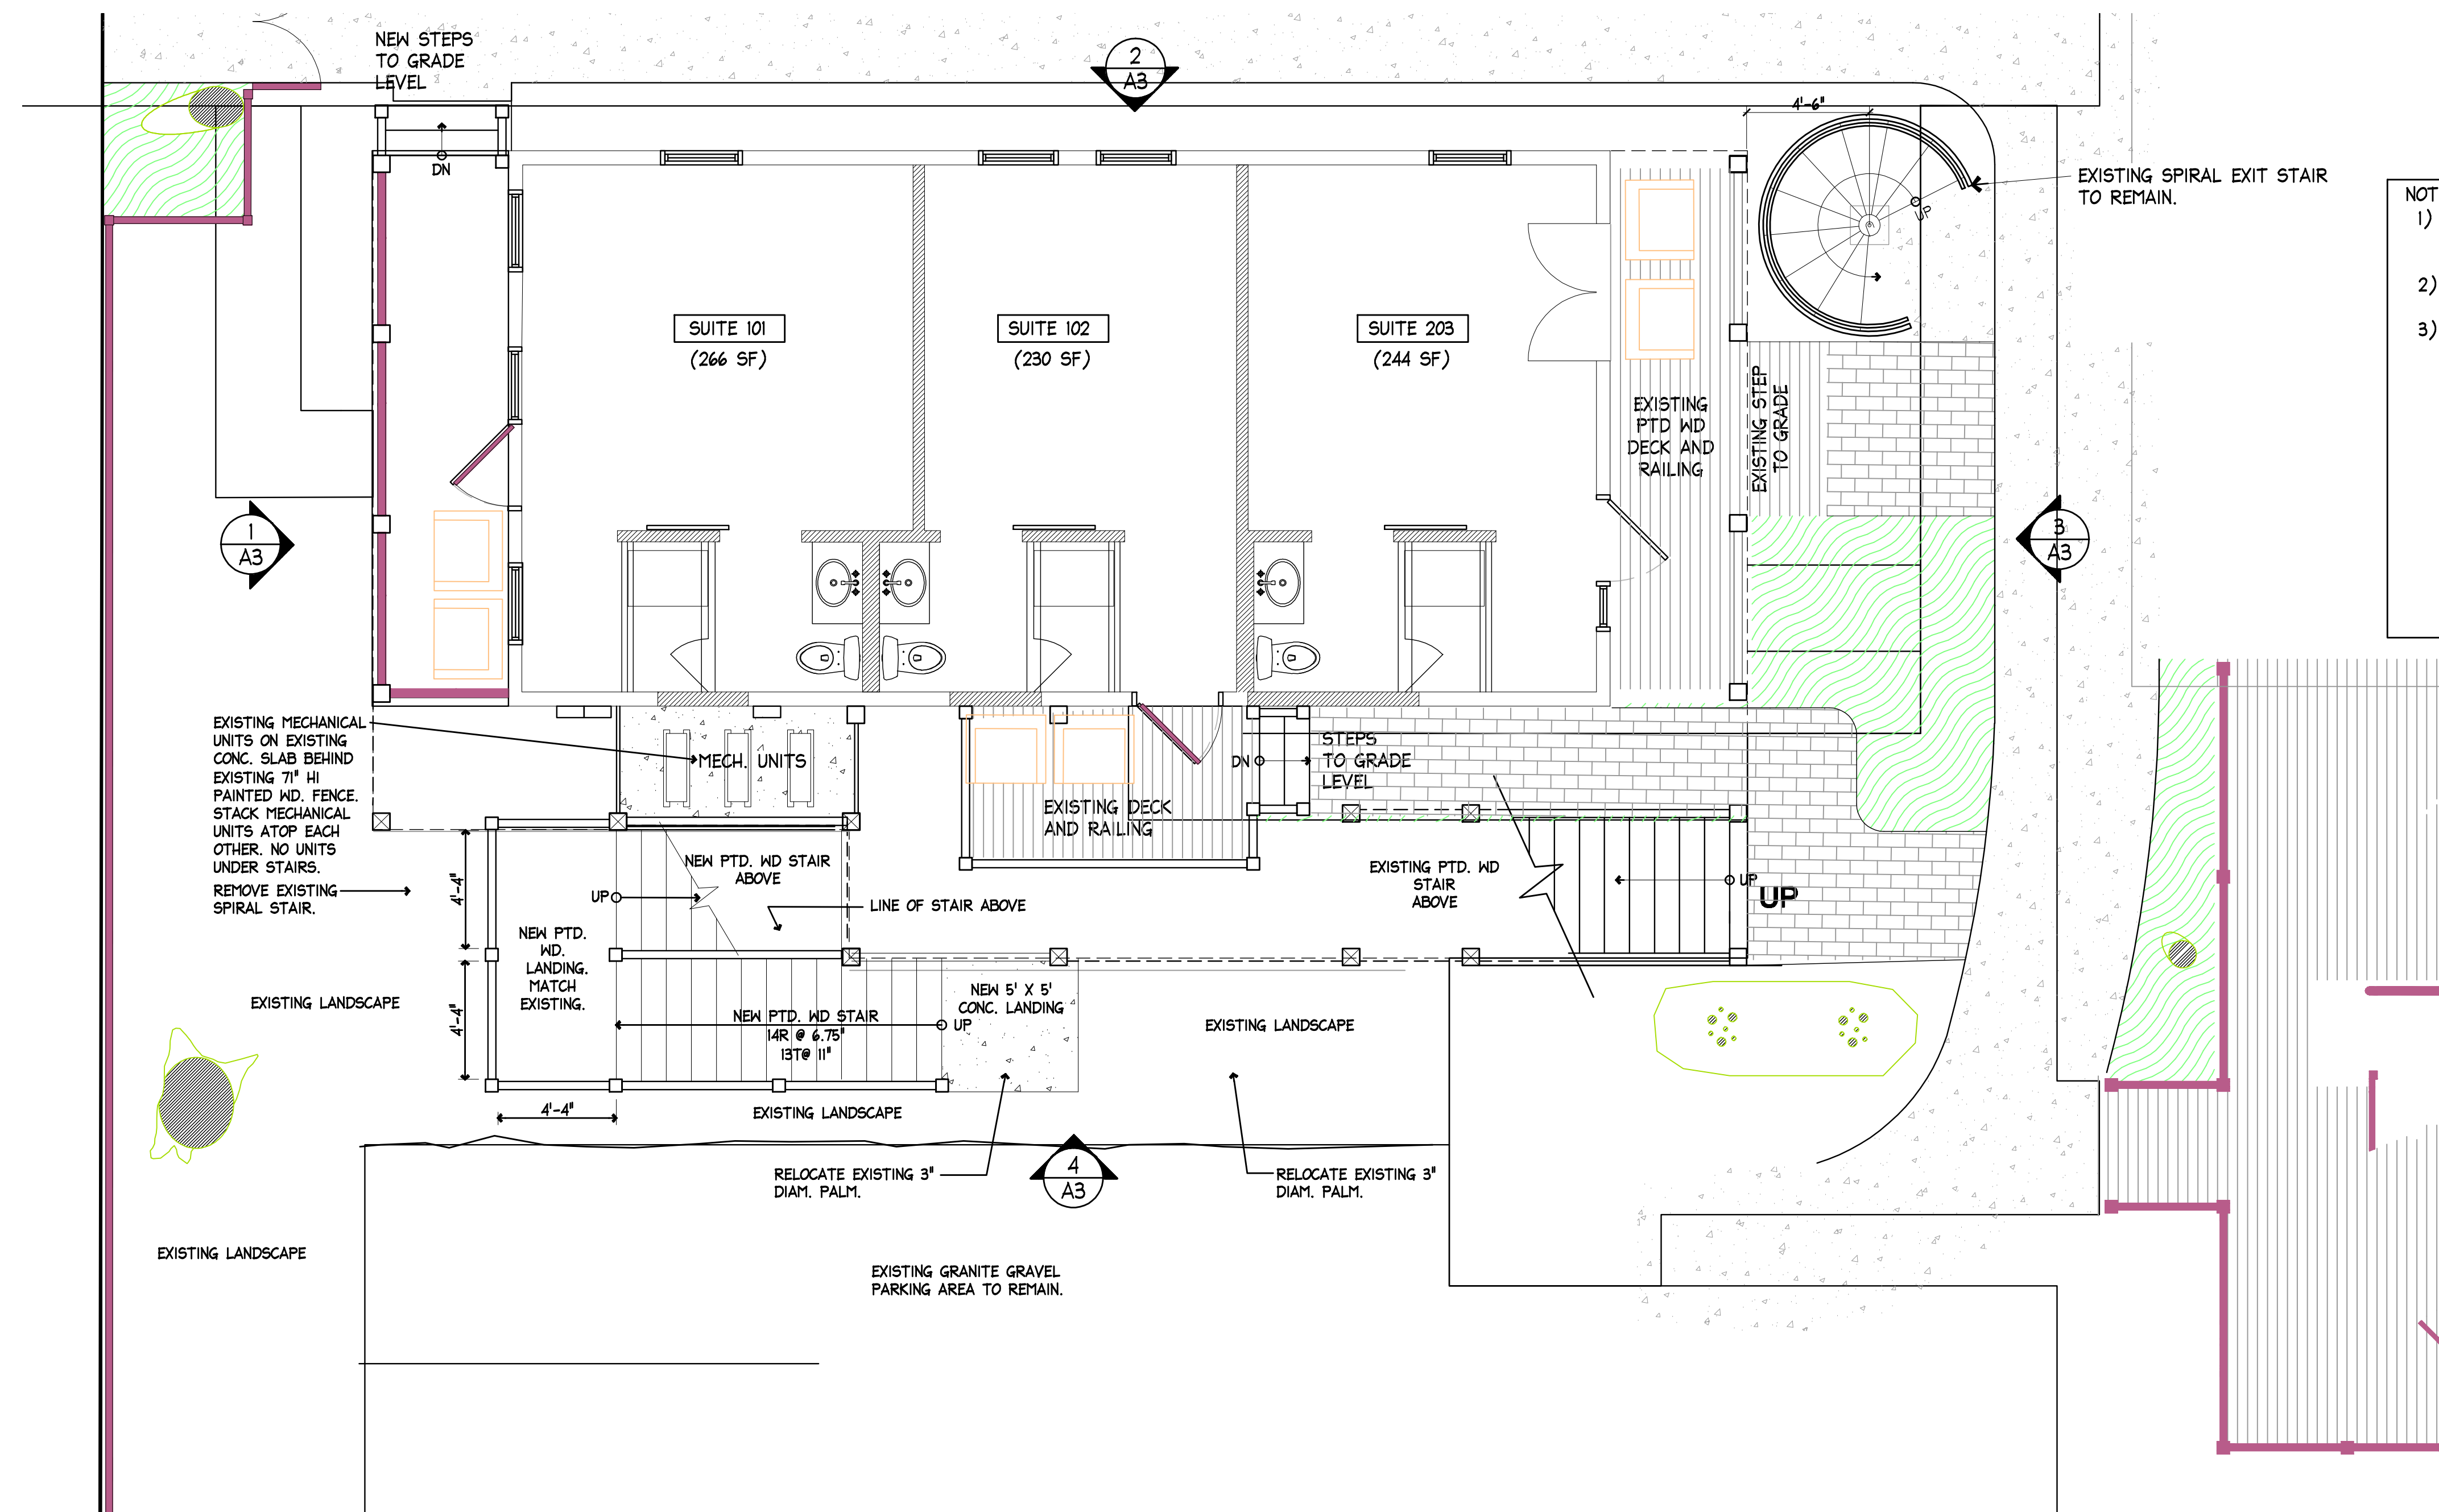 NEW STEPS
TO GRADE
LEVEL
DN
2
A3
4'-6"
EXISTING SPIRAL EXIT STAIR
TO REMAIN.
UP
NOT
1)
2)
3)
SUITE 101
(266 SF)
SUITE 102
(230 SF)
SUITE 203
(244 SF)
EXISTING
PTD WD
DECK AND
RAILING
EXISTING STEP
TO GRADE
1
A3
3
A3
EXISTING MECHANICAL
UNITS ON EXISTING
CONC. SLAB BEHIND
EXISTING 71" HI
PAINTED WD. FENCE.
STACK MECHANICAL
UNITS ATOP EACH
OTHER. NO UNITS
UNDER STAIRS.
REMOVE EXISTING
SPIRAL STAIR.
MECH. UNITS
EXISTING DECK
AND RAILING
DN
STEPS
TO GRADE
LEVEL
NEW PTD. WD STAIR
ABOVE
UP
LINE OF STAIR ABOVE
EXISTING PTD. WD
STAIR
ABOVE
UP
UP
4'-4"
4'-4"
NEW PTD.
WD.
LANDING.
MATCH
EXISTING.
NEW PTD. WD STAIR
14R @ 6.75"
13T@ 11"
UP
NEW 5' X 5'
CONC. LANDING
EXISTING LANDSCAPE
EXISTING LANDSCAPE
4'-4"
EXISTING LANDSCAPE
RELOCATE EXISTING 3"
DIAM. PALM.
4
A3
RELOCATE EXISTING 3"
DIAM. PALM.
EXISTING LANDSCAPE
EXISTING GRANITE GRAVEL
PARKING AREA TO REMAIN.